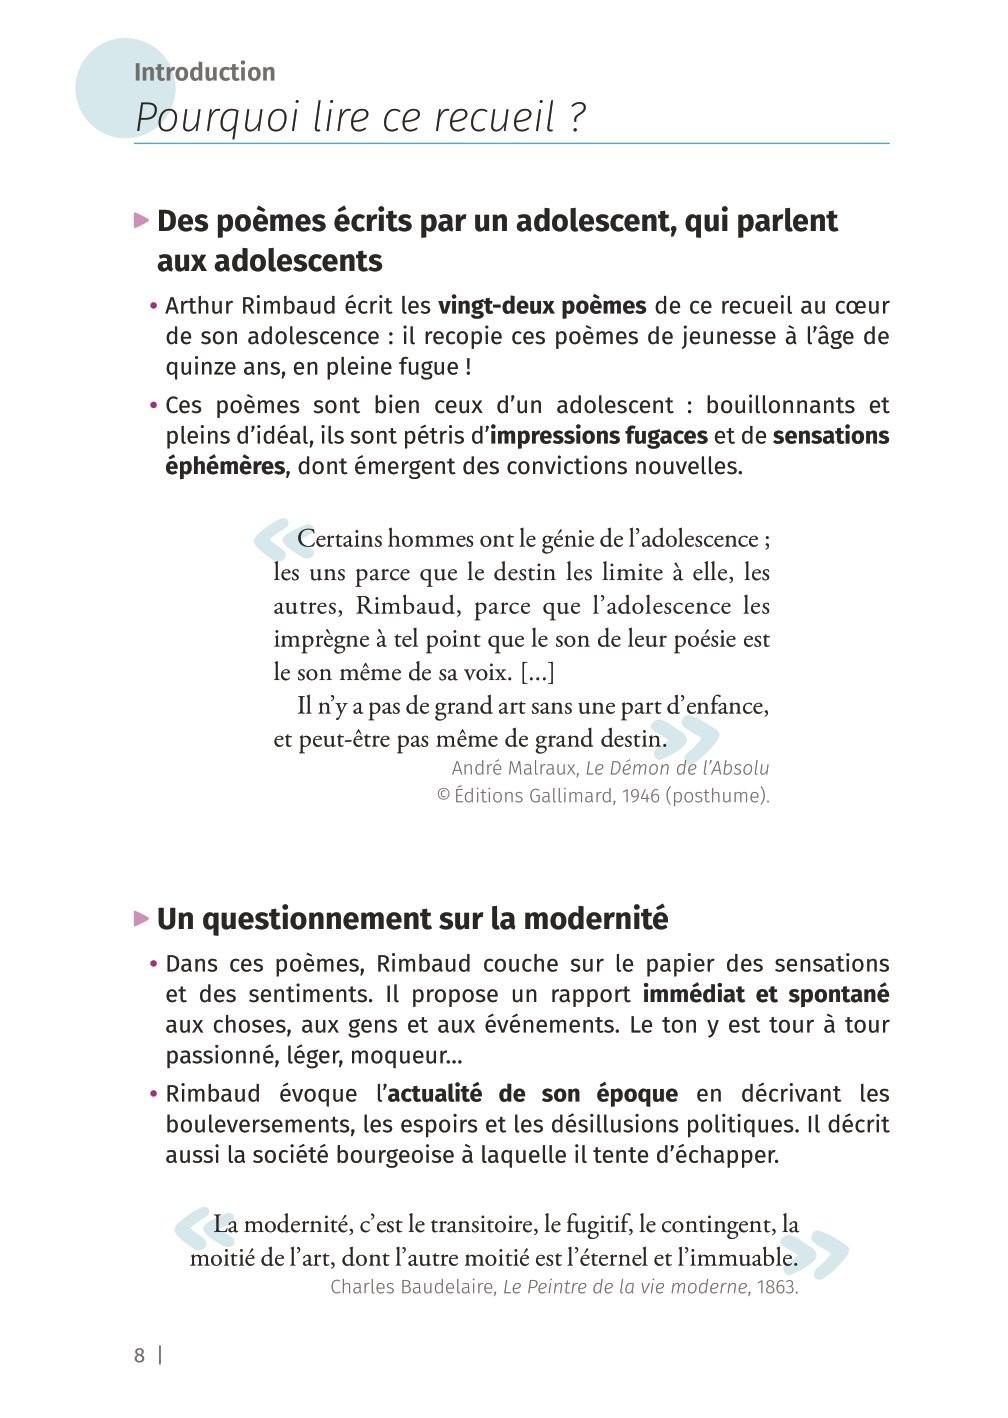 Introduction
Pourquoi lire ce recueil ?
Des poèmes écrits par un adolescent, qui parlent
aux adolescents
• Arthur Rimbaud écrit les vingt-deux poèmes de ce recueil au cœur
de son adolescence : il recopie ces poèmes de jeunesse à l’âge de
quinze ans, en pleine fugue !
• Ces poèmes sont bien ceux d’un adolescent : bouillonnants et
pleins d’idéal, ils sont pétris d’impressions fugaces et de sensations
éphémères, dont émergent des convictions nouvelles.
« Certains hommes ont le génie de l’adolescence ;
les uns parce que le destin les limite à elle, les
autres, Rimbaud, parce que l’adolescence les
imprègne à tel point que le son de leur poésie est
le son même de sa voix. [...]
Il n’y a pas de grand art sans une part d’enfance,
et peut-être pas même de grand destin. »
André Malraux, Le Démon de l’Absolu
© Éditions Gallimard, 1946 (posthume).
Un questionnement sur la modernité
• Dans ces poèmes, Rimbaud couche sur le papier des sensations
et des sentiments. Il propose un rapport immédiat et spontané
aux choses, aux gens et aux événements. Le ton y est tour à tour
passionné, léger, moqueur...
• Rimbaud évoque l’actualité de son époque en décrivant les
bouleversements, les espoirs et les désillusions politiques. Il décrit
aussi la société bourgeoise à laquelle il tente d’échapper.
« La modernité, c’est le transitoire, le fugitif, le contingent, la
moitié de l’art, dont l’autre moitié est l’éternel et l’immuable. »
Charles Baudelaire, Le Peintre de la vie moderne, 1863.
8 |